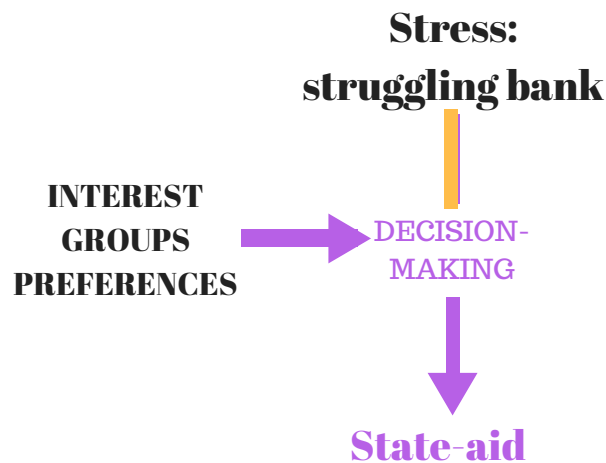 Stress:
struggling bank
INTEREST
GROUPS
PREFERENCES
DECISION-
MAKING
State-aid